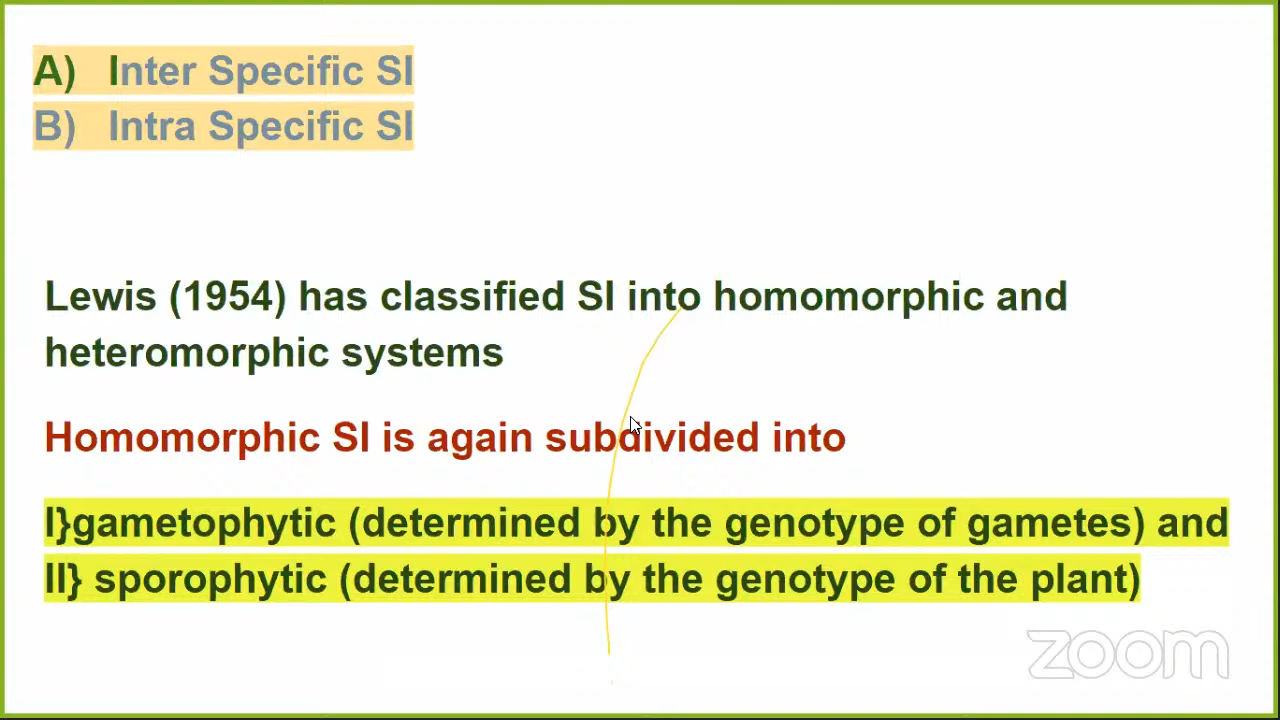 A) Inter Specific SI
B) Intra Specific SI
Lewis (1954) has classified SI into homomorphic and
heteromorphic systems
Homomorphic SI is again subdivided into
I}gametophytic (determined by the genotype of gametes) and
II} sporophytic (determined by the genotype of the plant)
zoom